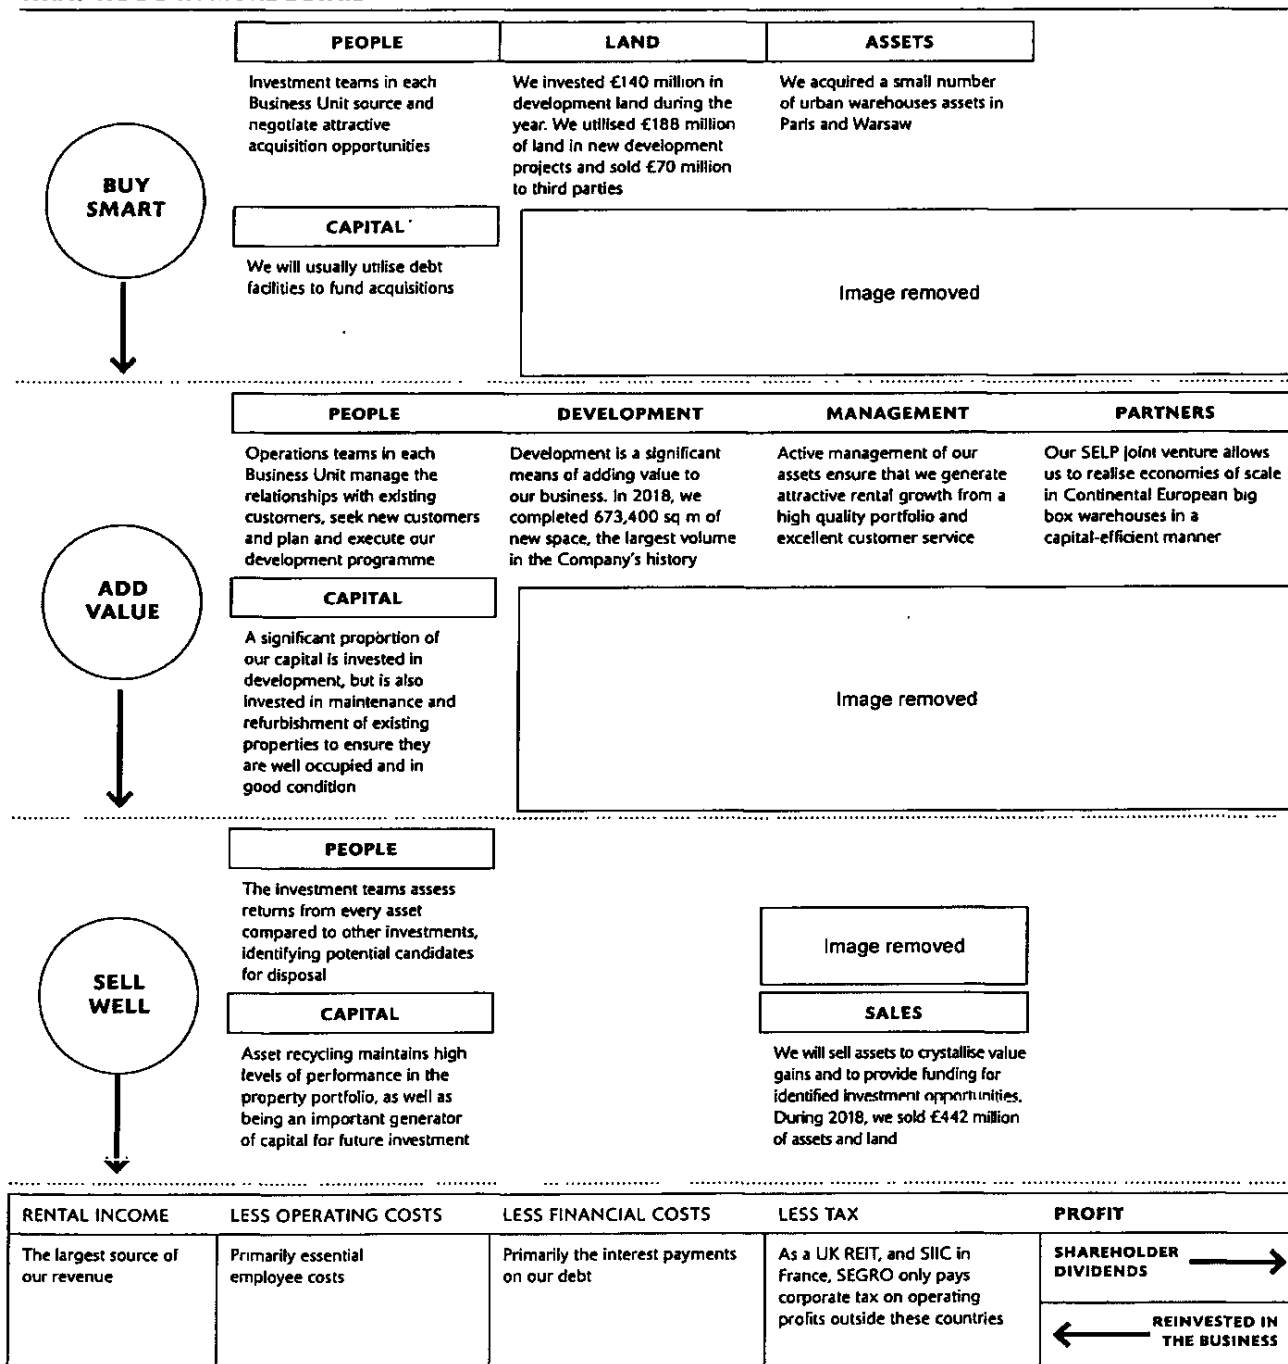 PEOPLE
LAND
ASSETS
Investment teams in each
Business Unit source and
negotiate attractive
acquisition opportunities
We invested £140 million in
development land during the
year. We utilised £188 million
of land in new development
projects and sold £70 million
to third parties
We acquired a small number
of urban warehouses assets in
Paris and Warsaw
BUY
SMART
CAPITAL
We will usually utilise debt
facilities to fund acquisitions
Image removed
PEOPLE
DEVELOPMENT
MANAGEMENT
PARTNERS
Operations teams in each
Business Unit manage the
relationships with existing
customers, seek new customers
and plan and execute our
development programme
Development is a significant
means of adding value to
our business. In 2018, we
completed 673,400 sq m of
new space, the largest volume
in the Company's history
Active management of our
assets ensure that we generate
attractive rental growth from a
high quality portfolio and
excellent customer service
Our SELP joint venture allows
us to realise economies of scale
in Continental European big
box warehouses in a
capital-efficient manner
ADD
VALUE
CAPITAL
A significant proportion of
our capital is invested in
development, but is also
invested in maintenance and
refurbishment of existing
properties to ensure they
are well occupied and in
good condition
Image removed
PEOPLE
The investment teams assess
returns from every asset
compared to other investments,
identifying potential candidates
for disposal
Image removed
SELL
WELL
CAPITAL
SALES
Asset recycling maintains high
levels of performance in the
property portfolio, as well as
being an important generator
of capital for future investment
We will sell assets to crystallise value
gains and to provide funding for
identified investment opportunities.
During 2018, we sold £442 million
of assets and land
RENTAL INCOME
LESS OPERATING COSTS
LESS FINANCIAL COSTS
LESS TAX
PROFIT
The largest source of
our revenue
Primarily essential
employee costs
Primarily the interest payments
on our debt
As a UK REIT, and SIIC in
France, SEGRO only pays
corporate tax on operating
profits outside these countries
SHAREHOLDER
DIVIDENDS
REINVESTED IN
THE BUSINESS